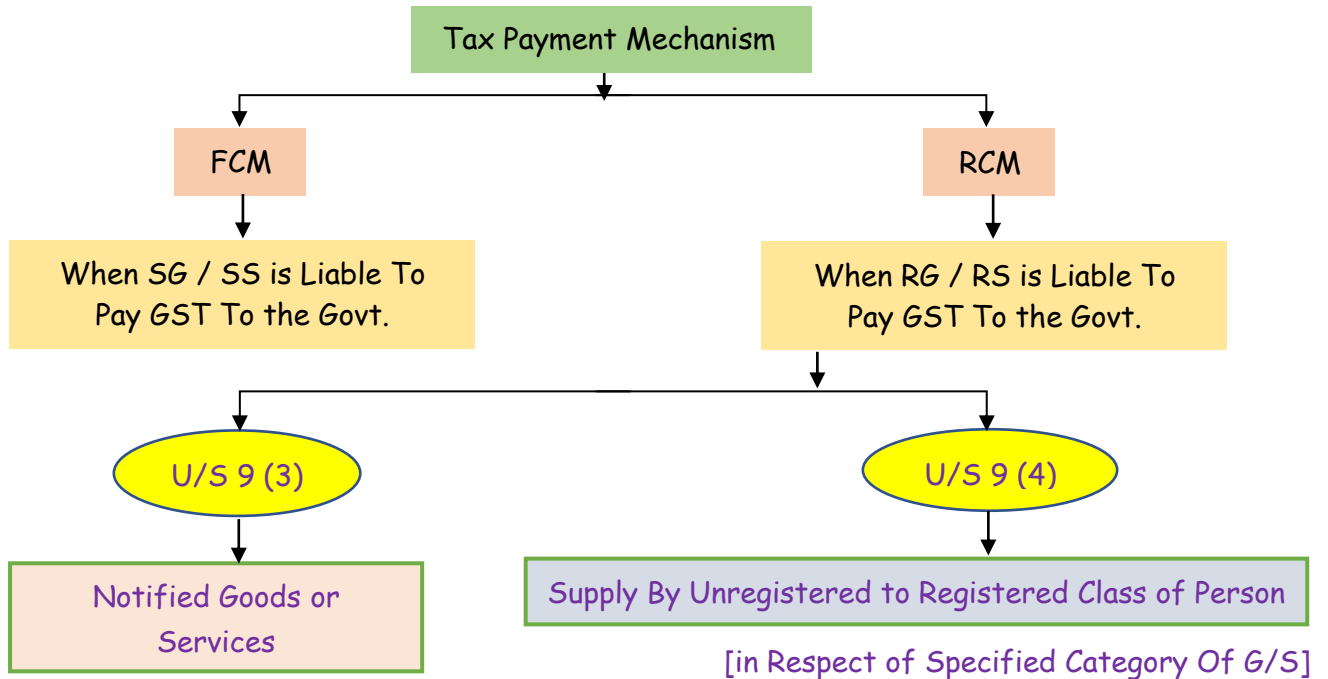 Tax Payment Mechanism
FCM
RCM
When SG / SS is Liable To
Pay GST To the Govt.
When RG / RS is Liable To
Pay GST To the Govt.
U/S 9 (3)
U/S 9 (4)
Notified Goods or
Services
Supply By Unregistered to Registered Class of Person
[in Respect of Specified Category Of G/S]